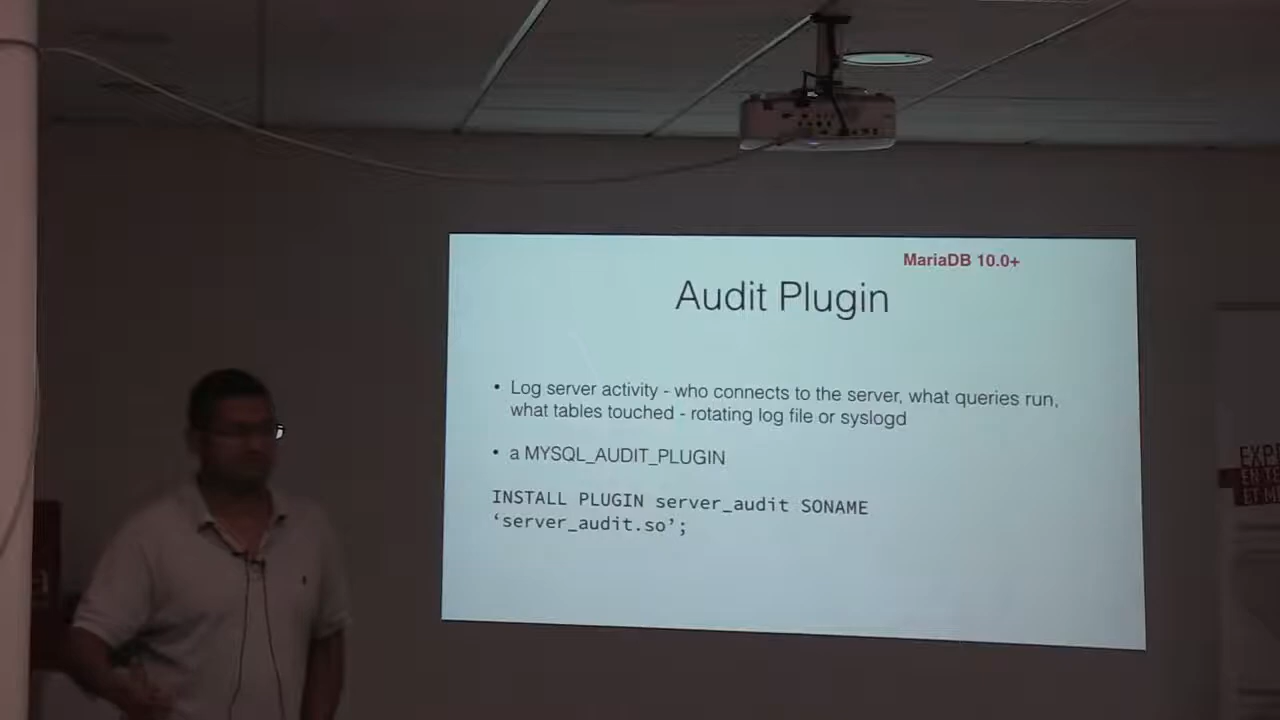 MariaDB 10.0+
Audit Plugin
• Log server activity - who connects to the server, what queries run,
what tables touched - rotating log file or syslogd
• a MYSQL_AUDIT_PLUGIN
INSTALL PLUGIN server_audit SONAME
‘server_audit.so’;
ET M